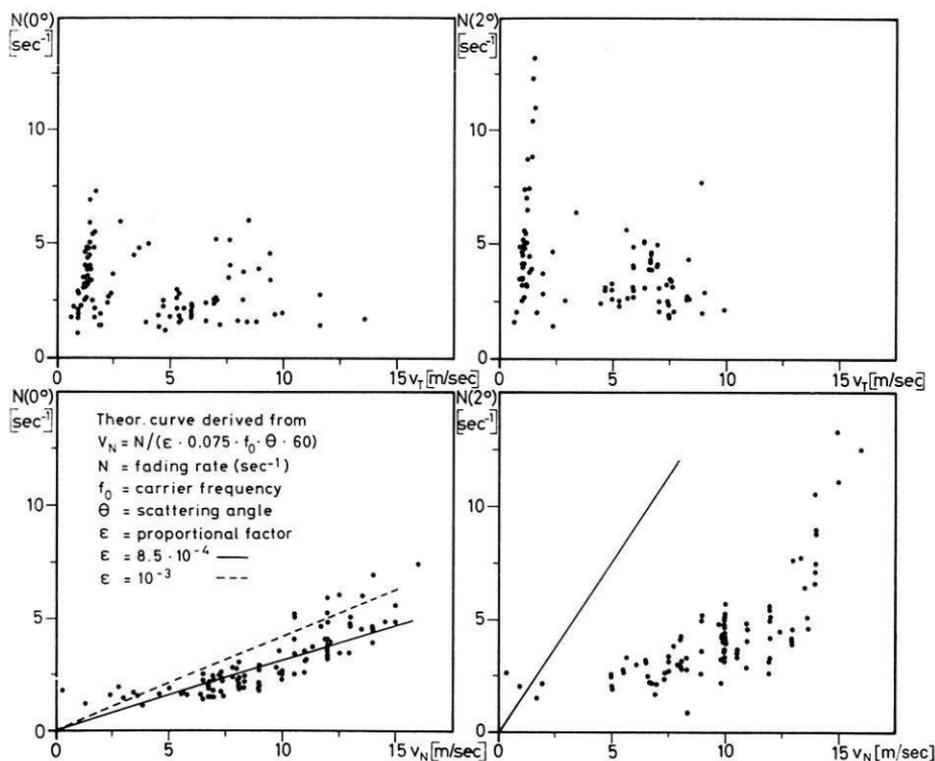 N(0°)
[sec⁻¹]
10
5
0
0
5
10
15
v_T [m/sec]
N(2°)
[sec⁻¹]
10
5
0
0
5
10
15
v_T [m/sec]
N(0°)
[sec⁻¹]
Theor. curve derived from
V_N = N/(ε · 0.075 · f₀ · θ · 60)
N = fading rate (sec⁻¹)
f₀ = carrier frequency
θ = scattering angle
ε = proportional factor
ε = 8.5 · 10⁻⁴
ε = 10⁻³
10
5
0
0
5
10
15
v_N [m/sec]
N(2°)
[sec⁻¹]
10
5
0
0
5
10
15
v_N [m/sec]